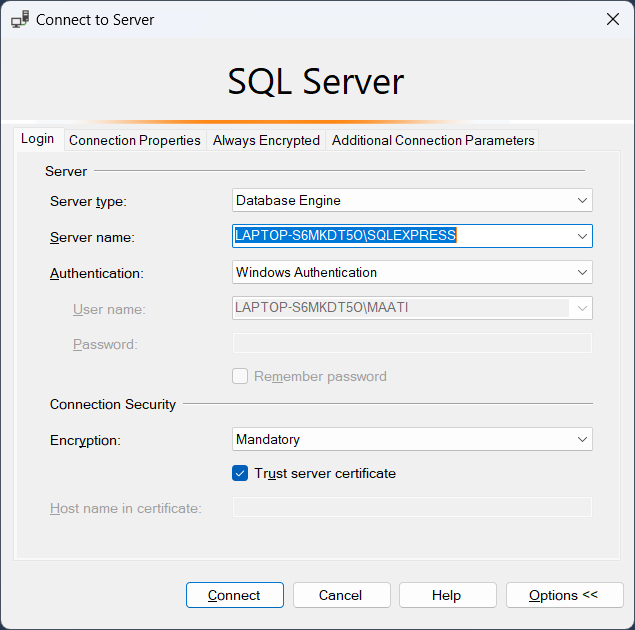 Connect to Server
SQL Server
Login Connection Properties Always Encrypted Additional Connection Parameters
Server
Server type: Database Engine
Server name: LAPTOP-S6MKDT5O\SQLEXPRESS
Authentication: Windows Authentication
User name: LAPTOP-S6MKDT5O\MAATI
Password:
Remember password
Connection Security
Encryption: Mandatory
Trust server certificate
Host name in certificate:
Connect Cancel Help Options <<